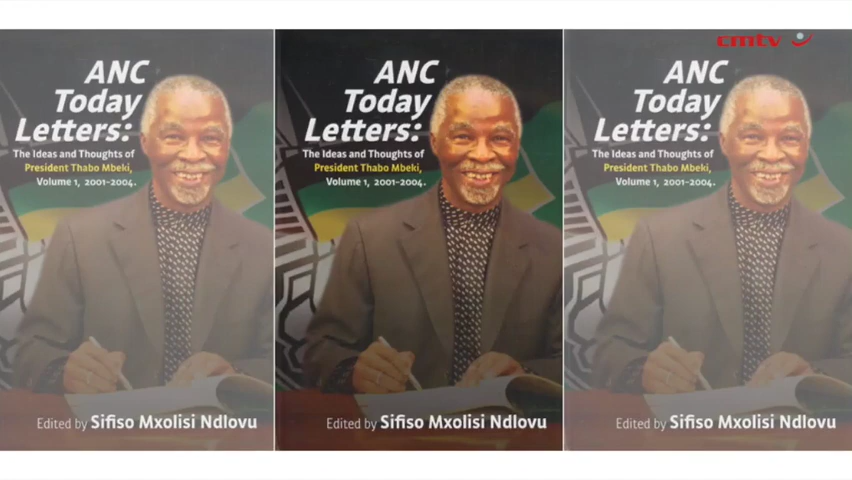 cmtv
ANC
Today
Letters:
The Ideas and Thoughts of
President Thabo Mbeki,
Volume 1, 2001-2004.
Edited by Sifiso Mxolisi Ndlovu
ANC
Today
Letters:
The Ideas and Thoughts of
President Thabo Mbeki,
Volume 1, 2001-2004.
Edited by Sifiso Mxolisi Ndlovu
ANC
Today
Letters:
The Ideas and Thoughts of
President Thabo Mbeki,
Volume 1, 2001-2004.
Edited by Sifiso Mxolisi Ndlovu